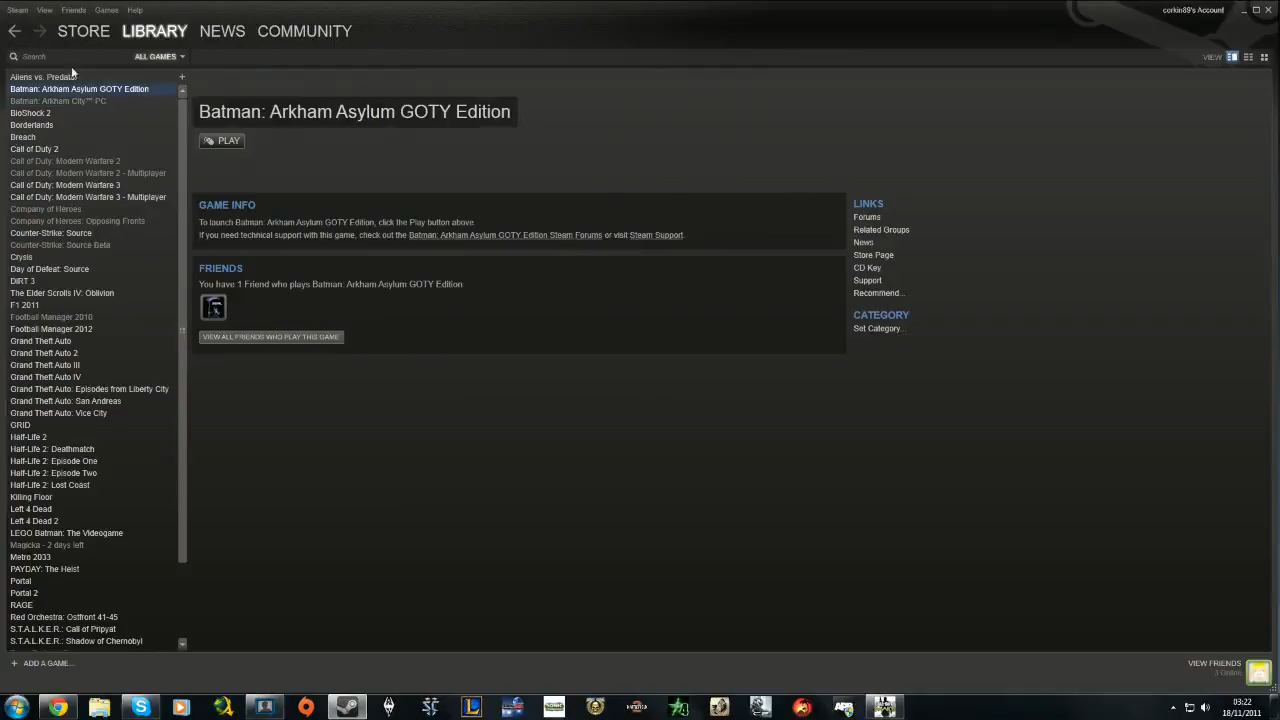 Steam View Friends Games Help
corkin89's Account
STORE LIBRARY NEWS COMMUNITY
Search ALL GAMES
VIEW
Aliens vs. Predator
Batman: Arkham Asylum GOTY Edition
Batman: Arkham City™ PC
BioShock 2
Borderlands
Breach
Call of Duty 2
Call of Duty: Modern Warfare 2
Call of Duty: Modern Warfare 2 - Multiplayer
Call of Duty: Modern Warfare 3
Call of Duty: Modern Warfare 3 - Multiplayer
Company of Heroes
Company of Heroes: Opposing Fronts
Counter-Strike: Source
Counter-Strike: Source Beta
Crysis
Day of Defeat: Source
DiRT 3
The Elder Scrolls IV: Oblivion
F1 2011
Football Manager 2010
Football Manager 2012
Grand Theft Auto
Grand Theft Auto 2
Grand Theft Auto III
Grand Theft Auto IV
Grand Theft Auto: Episodes from Liberty City
Grand Theft Auto: San Andreas
Grand Theft Auto: Vice City
GRID
Half-Life 2
Half-Life 2: Deathmatch
Half-Life 2: Episode One
Half-Life 2: Episode Two
Half-Life 2: Lost Coast
Killing Floor
Left 4 Dead
Left 4 Dead 2
LEGO Batman: The Videogame
Magicka - 2 days left
Metro 2033
PAYDAY: The Heist
Portal
Portal 2
RAGE
Red Orchestra: Ostfront 41-45
S.T.A.L.K.E.R.: Call of Pripyat
S.T.A.L.K.E.R.: Shadow of Chernobyl
Batman: Arkham Asylum GOTY Edition
PLAY
GAME INFO
To launch Batman: Arkham Asylum GOTY Edition, click the Play button above.
If you need technical support with this game, check out the Batman: Arkham Asylum GOTY Edition Steam Forums or visit Steam Support.
FRIENDS
You have 1 Friend who plays Batman: Arkham Asylum GOTY Edition
VIEW ALL FRIENDS WHO PLAY THIS GAME
LINKS
Forums
Related Groups
News
Store Page
CD Key
Support
Recommend...
CATEGORY
Set Category...
+ ADD A GAME...
VIEW FRIENDS
3 Online
03:22
18/11/2011